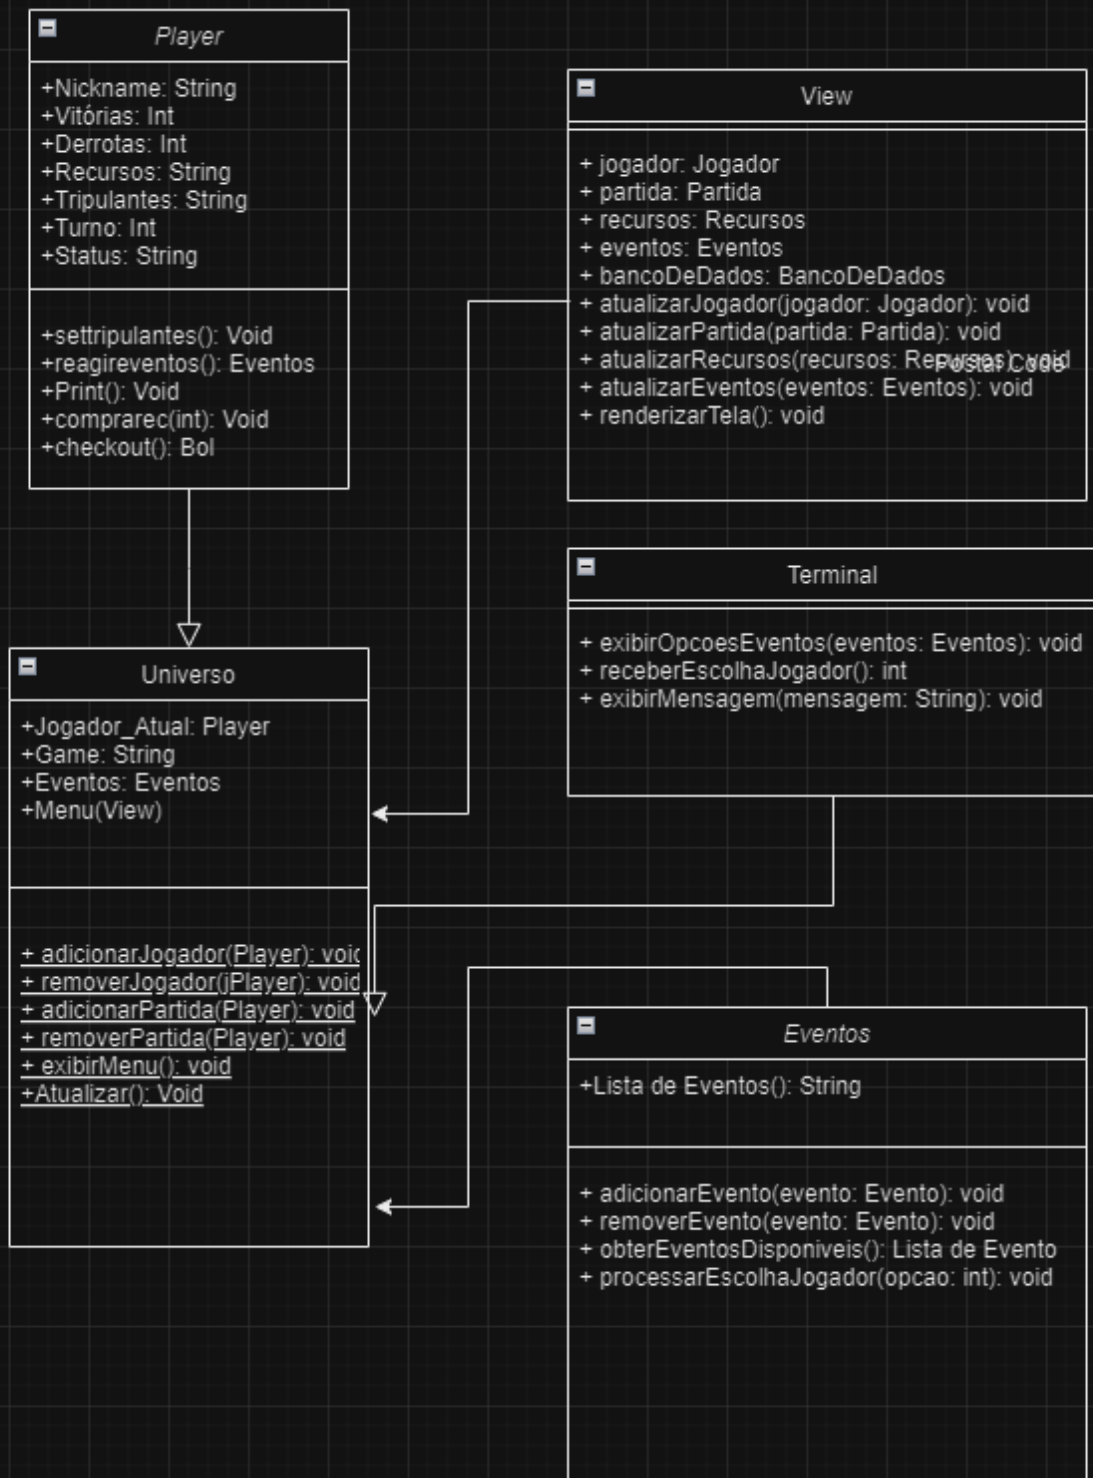 Player
+Nickname: String
+Vitórias: Int
+Derrotas: Int
+Recursos: String
+Tripulantes: String
+Turno: Int
+Status: String
+settripulantes(): Void
+reagireventos(): Eventos
+Print(): Void
+comprarec(int): Void
+checkout(): Bol
View
+ jogador: Jogador
+ partida: Partida
+ recursos: Recursos
+ eventos: Eventos
+ bancoDeDados: BancoDeDados
+ atualizarJogador(jogador: Jogador): void
+ atualizarPartida(partida: Partida): void
+ atualizarRecursos(recursos: Recursos): void
Postal Code
+ atualizarEventos(eventos: Eventos): void
+ renderizarTela(): void
Terminal
+ exibirOpcoesEventos(eventos: Eventos): void
+ receberEscolhaJogador(): int
+ exibirMensagem(mensagem: String): void
Universo
+Jogador_Atual: Player
+Game: String
+Eventos: Eventos
+Menu(View)
+ adicionarJogador(Player): void
+ removerJogador(jPlayer): void
+ adicionarPartida(Player): void
+ removerPartida(Player): void
+ exibirMenu(): void
+Atualizar(): Void
Eventos
+Lista de Eventos(): String
+ adicionarEvento(evento: Evento): void
+ removerEvento(evento: Evento): void
+ obterEventosDisponiveis(): Lista de Evento
+ processarEscolhaJogador(opcao: int): void